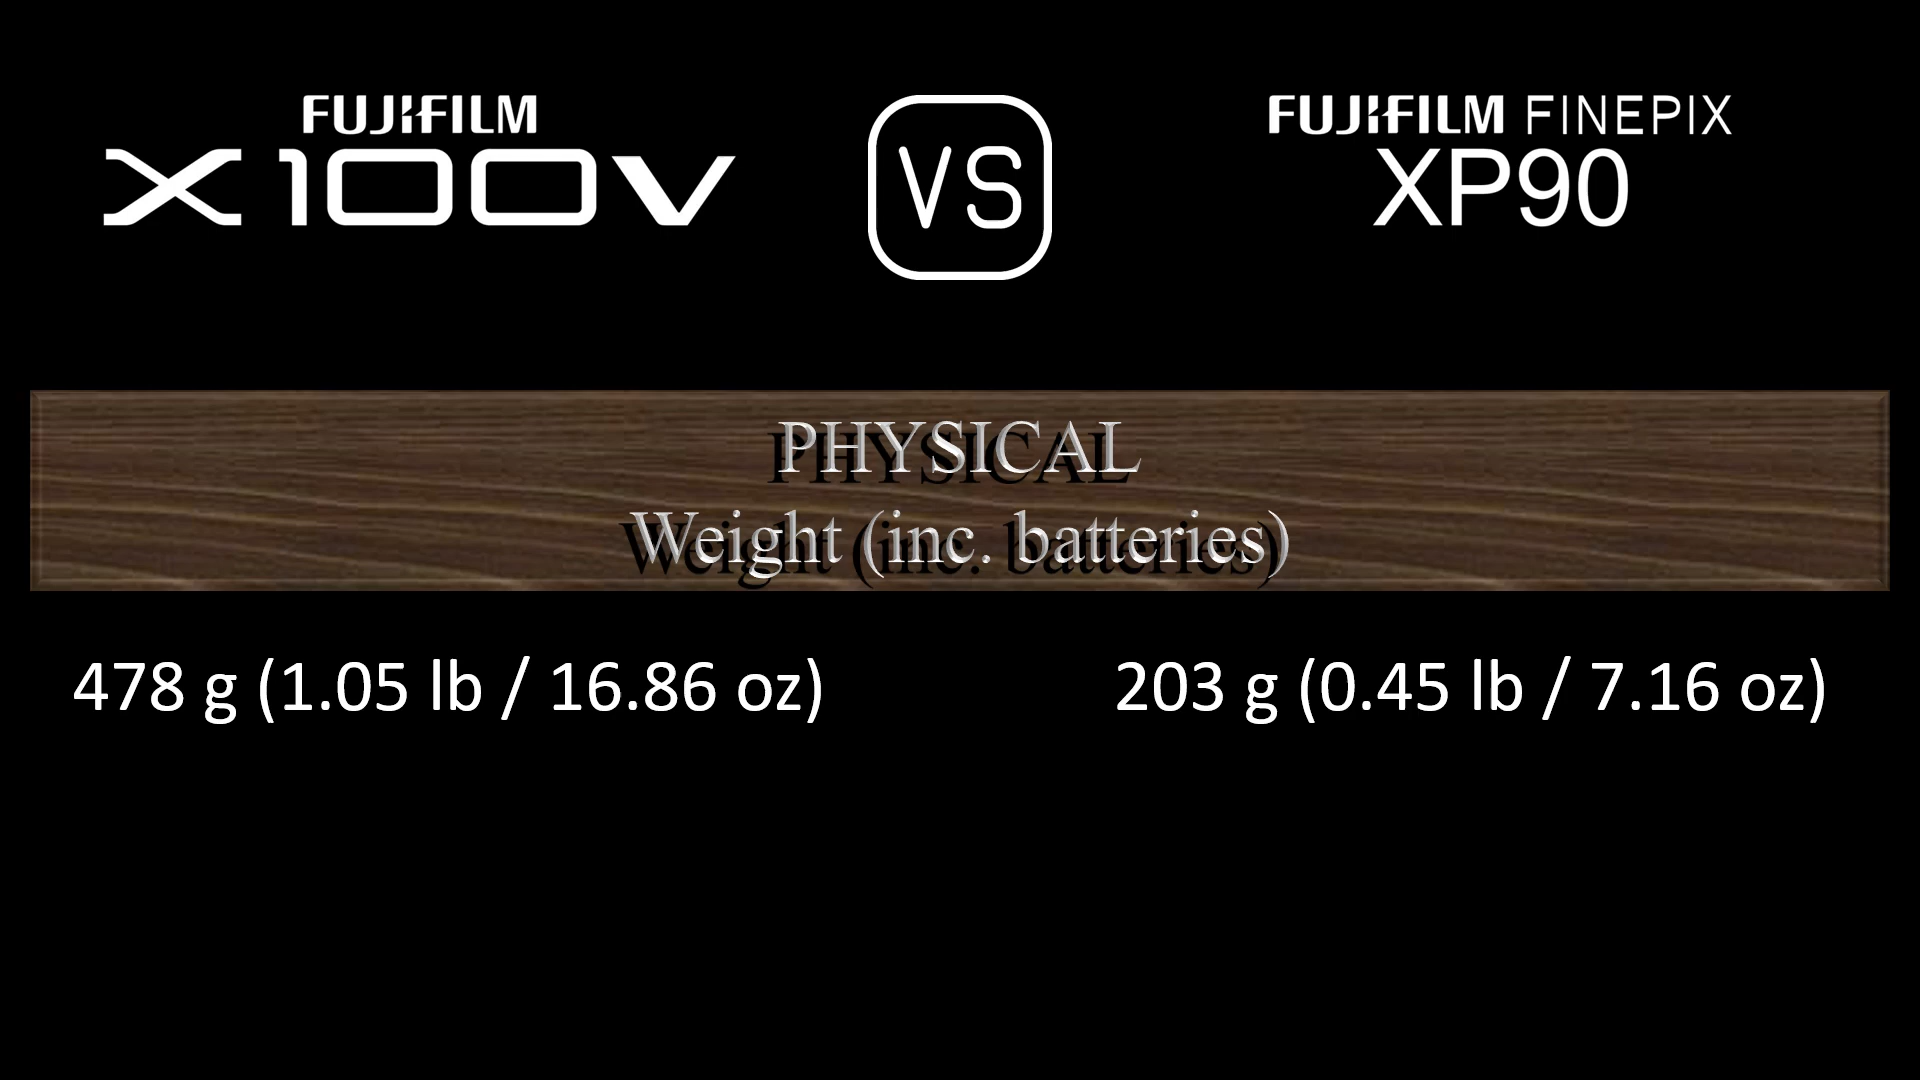 FUJIFILM
X100V
VS
FUJIFILM FINEPIX
XP90
PHYSICAL
Weight (inc. batteries)
478 g (1.05 lb / 16.86 oz)
203 g (0.45 lb / 7.16 oz)